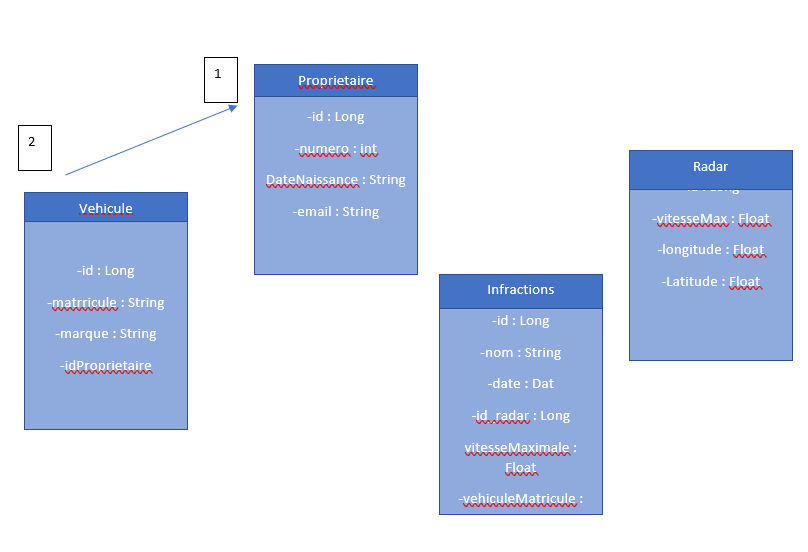 1
2
Proprietaire
-id : Long
-numero : int
DateNaissance : String
-email : String
Vehicule
-id : Long
-matrricule : String
-marque : String
-idProprietaire
Infractions
-id : Long
-nom : String
-date : Dat
-id_radar : Long
vitesseMaximale :
Float
-vehiculeMatricule :
Radar
-id : Long
-vitesseMax : Float
-longitude : Float
-Latitude : Float